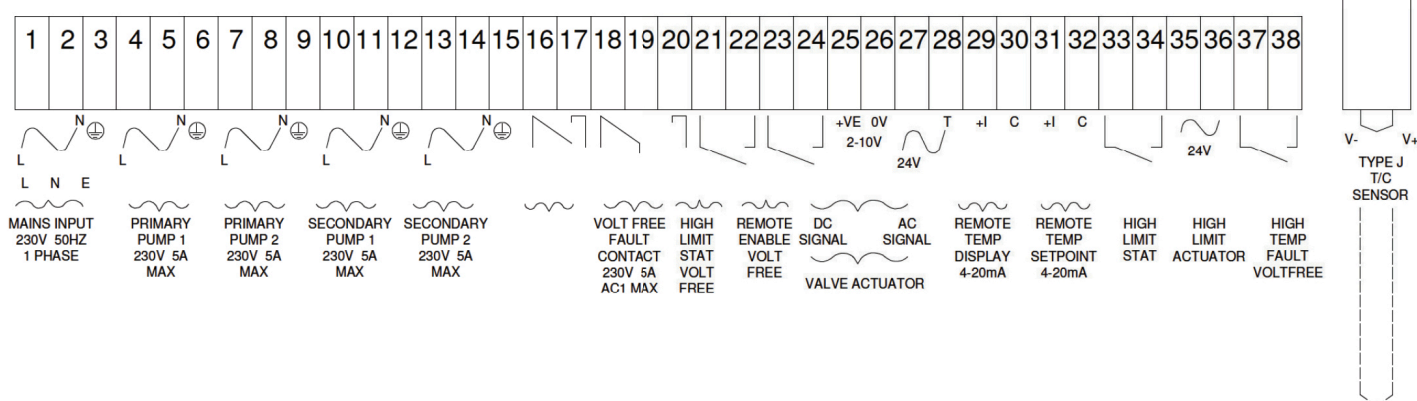 1 2 3 4 5 6 7 8 9 10 11 12 13 14 15 16 17 18 19 20 21 22 23 24 25 26 27 28 29 30 31 32 33 34 35 36 37 38
L N L N L N L N L N +VE 0V T +I C +I C V- V+
2-10V 24V 24V
L N E
MAINS INPUT
230V 50HZ
1 PHASE
PRIMARY
PUMP 1
230V 5A
MAX
PRIMARY
PUMP 2
230V 5A
MAX
SECONDARY
PUMP 1
230V 5A
MAX
SECONDARY
PUMP 2
230V 5A
MAX
VOLT FREE
FAULT
CONTACT
230V 5A
AC1 MAX
HIGH
LIMIT
STAT
VOLT
FREE
REMOTE
ENABLE
VOLT
FREE
DC
SIGNAL
AC
SIGNAL
VALVE ACTUATOR
REMOTE
TEMP
DISPLAY
4-20mA
REMOTE
TEMP
SETPOINT
4-20mA
HIGH
LIMIT
STAT
HIGH
LIMIT
ACTUATOR
HIGH
TEMP
FAULT
VOLTFREE
TYPE J
T/C
SENSOR